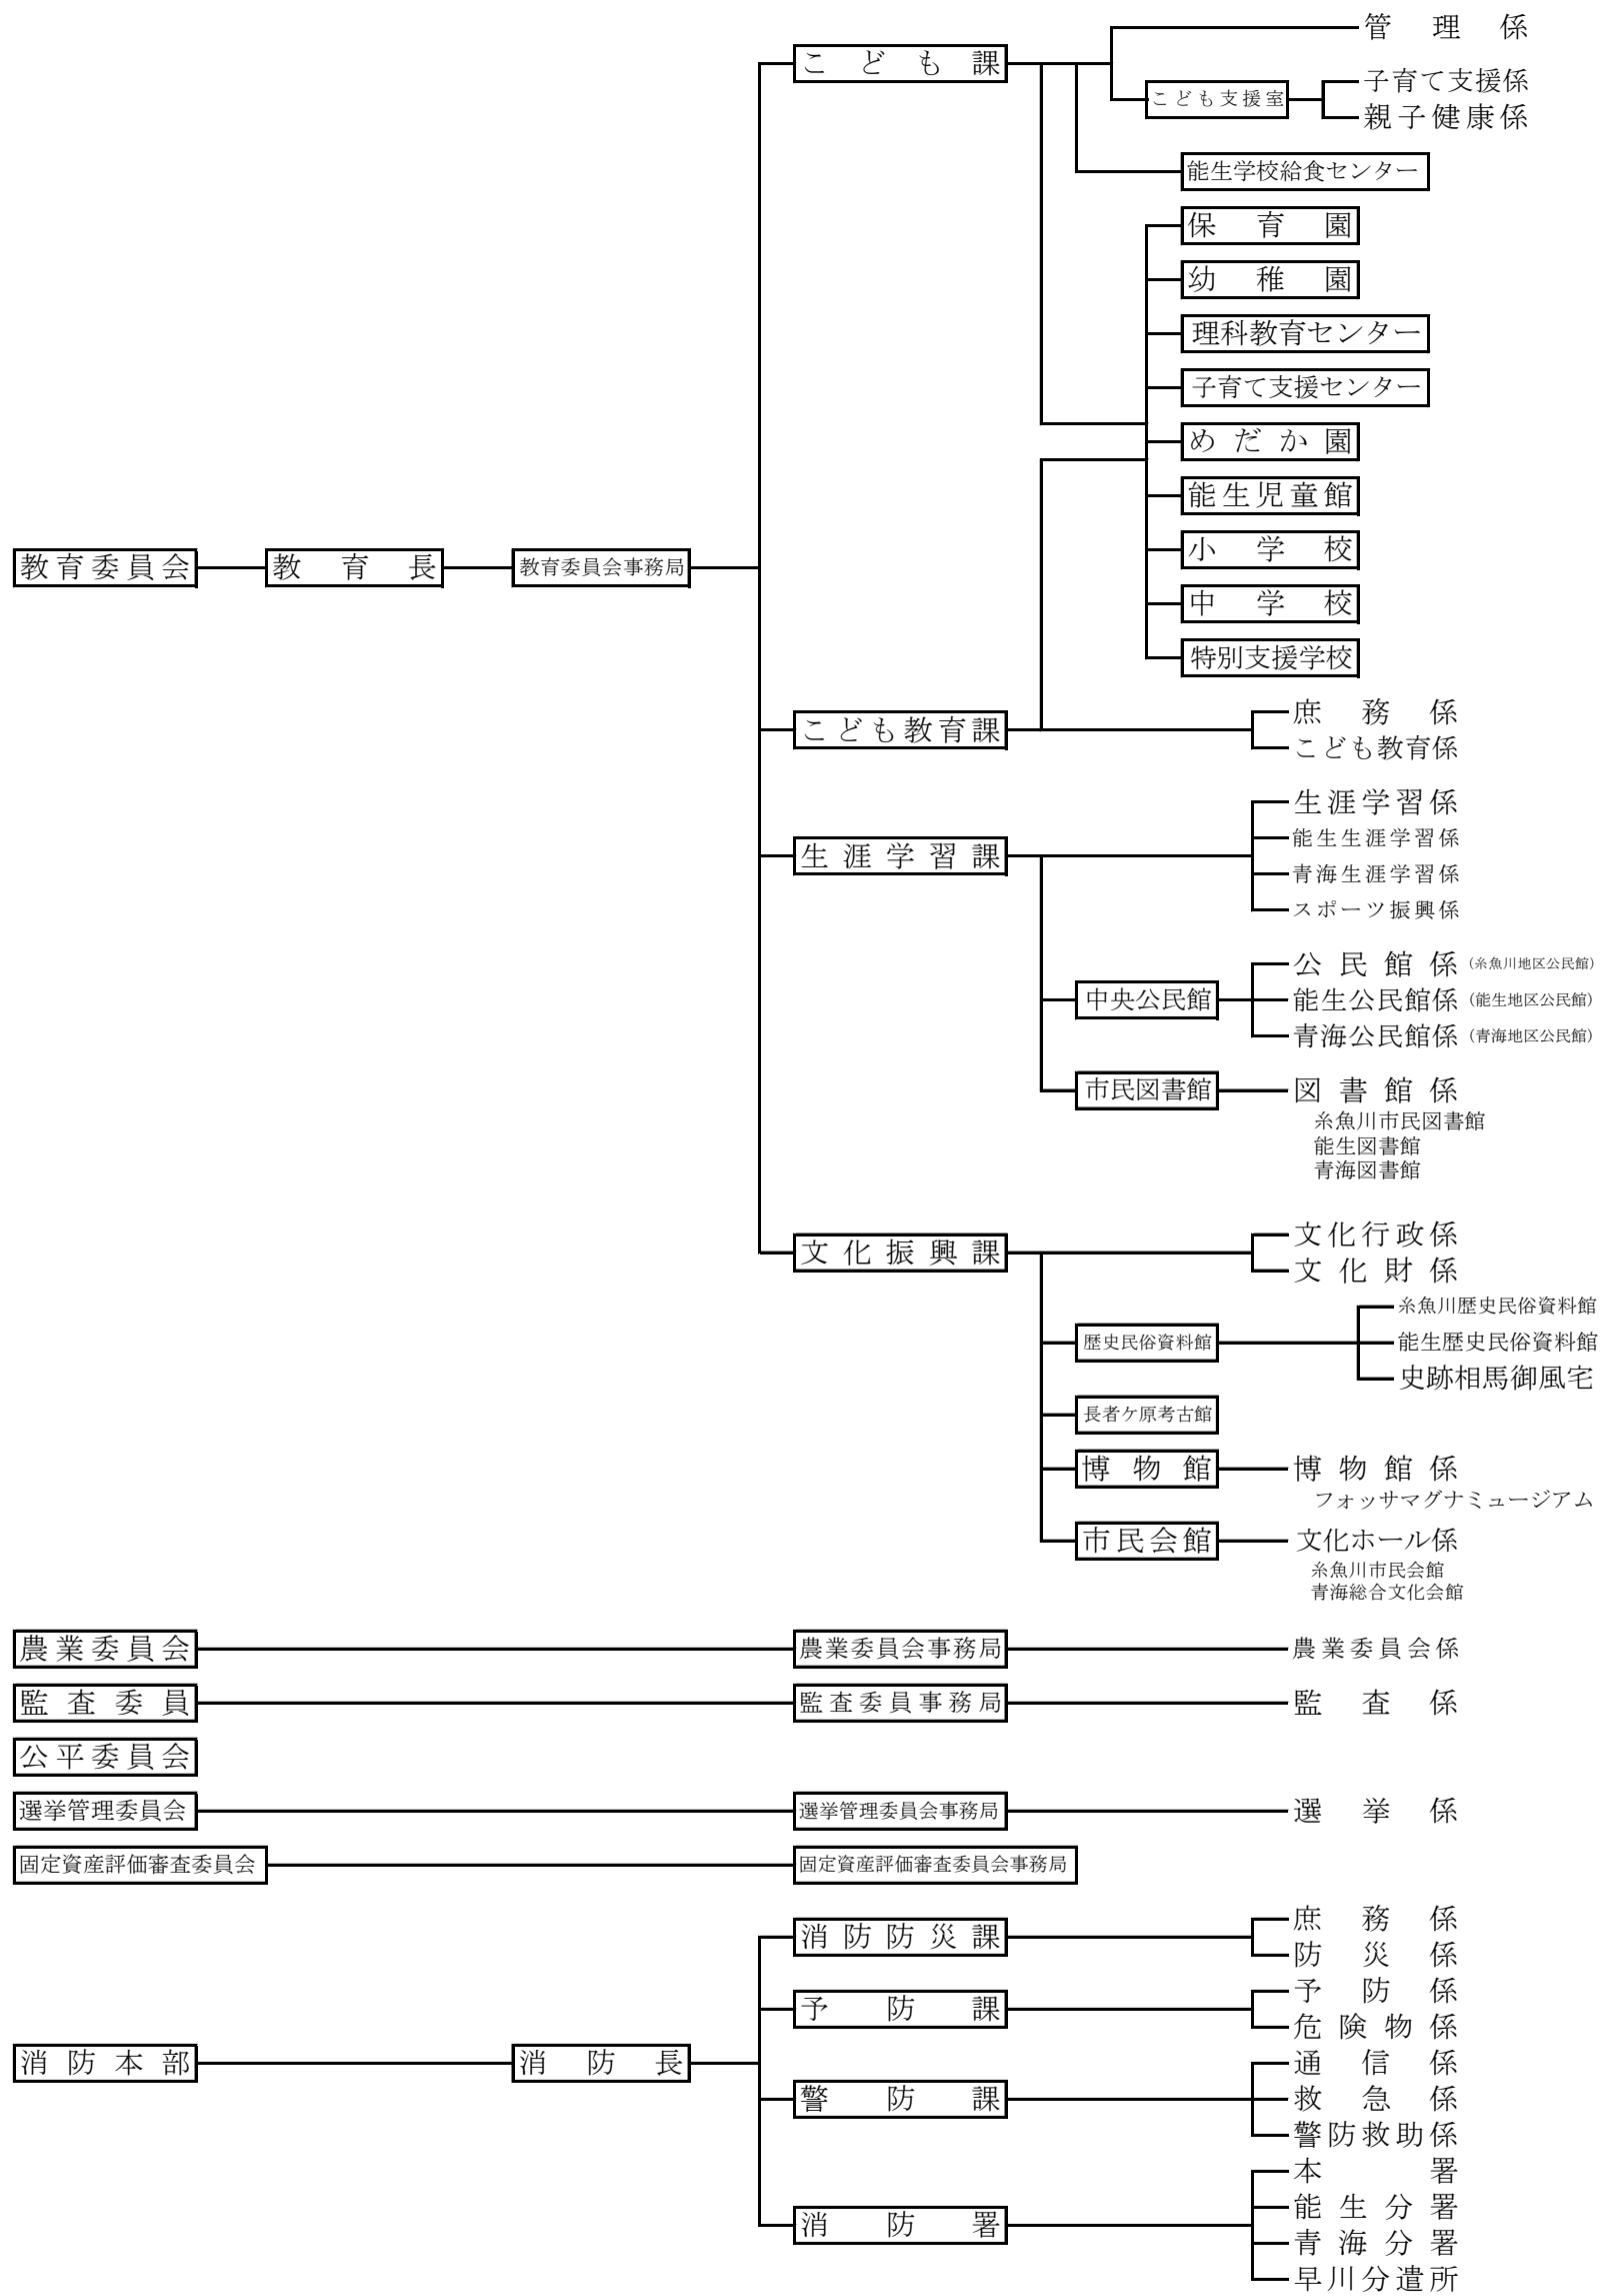 こども課
管理係
こども支援室
子育て支援係
親子健康係
能生学校給食センター
保育園
幼稚園
理科教育センター
子育て支援センター
めだか園
能生児童館
小学校
中学校
特別支援学校
教育委員会
教育長
教育委員会事務局
こども教育課
庶務係
こども教育係
生涯学習課
生涯学習係
能生生涯学習係
青海生涯学習係
スポーツ振興係
中央公民館
公民館係 (糸魚川地区公民館)
能生公民館係 (能生地区公民館)
青海公民館係 (青海地区公民館)
市民図書館
図書館係
糸魚川市民図書館
能生図書館
青海図書館
文化振興課
文化行政係
文化財係
歴史民俗資料館
糸魚川歴史民俗資料館
能生歴史民俗資料館
史跡相馬御風宅
長者ケ原考古館
博物館
博物館係
フォッサマグナミュージアム
市民会館
文化ホール係
糸魚川市民会館
青海総合文化会館
農業委員会
農業委員会事務局
農業委員会係
監査委員
監査委員事務局
監査係
公平委員会
選挙管理委員会
選挙管理委員会事務局
選挙係
固定資産評価審査委員会
固定資産評価審査委員会事務局
消防本部
消防長
消防防災課
庶務係
防災係
予防課
予防係
危険物係
警防課
通信係
救急係
警防救助係
消防署
本署
能生分署
青海分署
早川分遣所